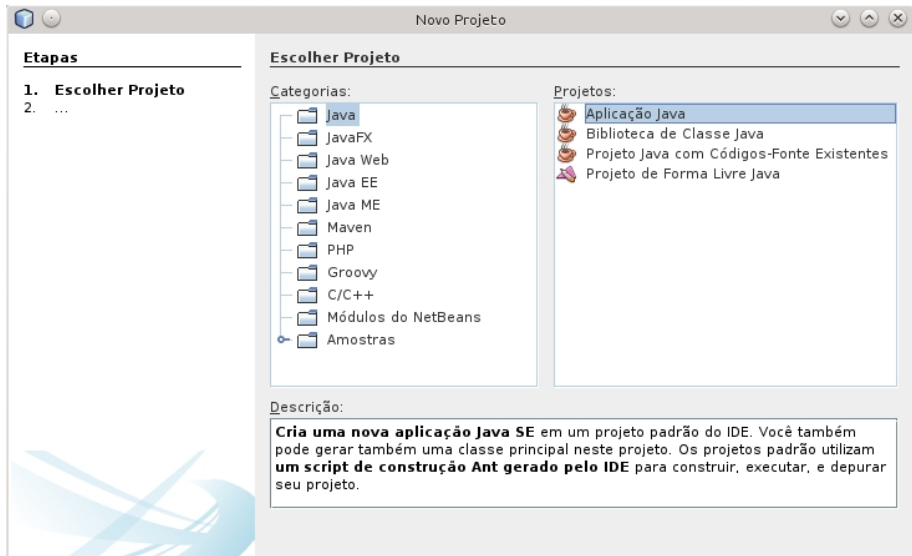 Novo Projeto
Etapas
1. Escolher Projeto
2. ...
Escolher Projeto
Categorias:
Java
JavaFX
Java Web
Java EE
Java ME
Maven
PHP
Groovy
C/C++
Módulos do NetBeans
Amostras
Projetos:
Aplicação Java
Biblioteca de Classe Java
Projeto Java com Códigos-Fonte Existentes
Projeto de Forma Livre Java
Descrição:
Cria uma nova aplicação Java SE em um projeto padrão do IDE. Você também
pode gerar também uma classe principal neste projeto. Os projetos padrão utilizam
um script de construção Ant gerado pelo IDE para construir, executar, e depurar
seu projeto.